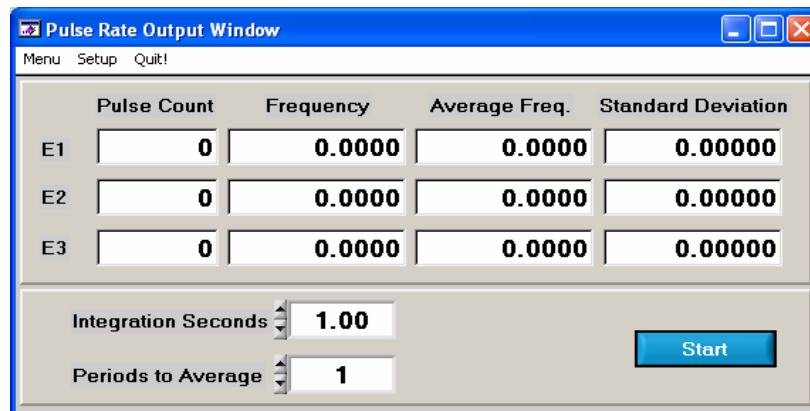 Pulse Rate Output Window
Menu Setup Quit!
Pulse Count Frequency Average Freq. Standard Deviation
E1 0 0.0000 0.0000 0.00000
E2 0 0.0000 0.0000 0.00000
E3 0 0.0000 0.0000 0.00000
Integration Seconds 1.00
Start
Periods to Average 1